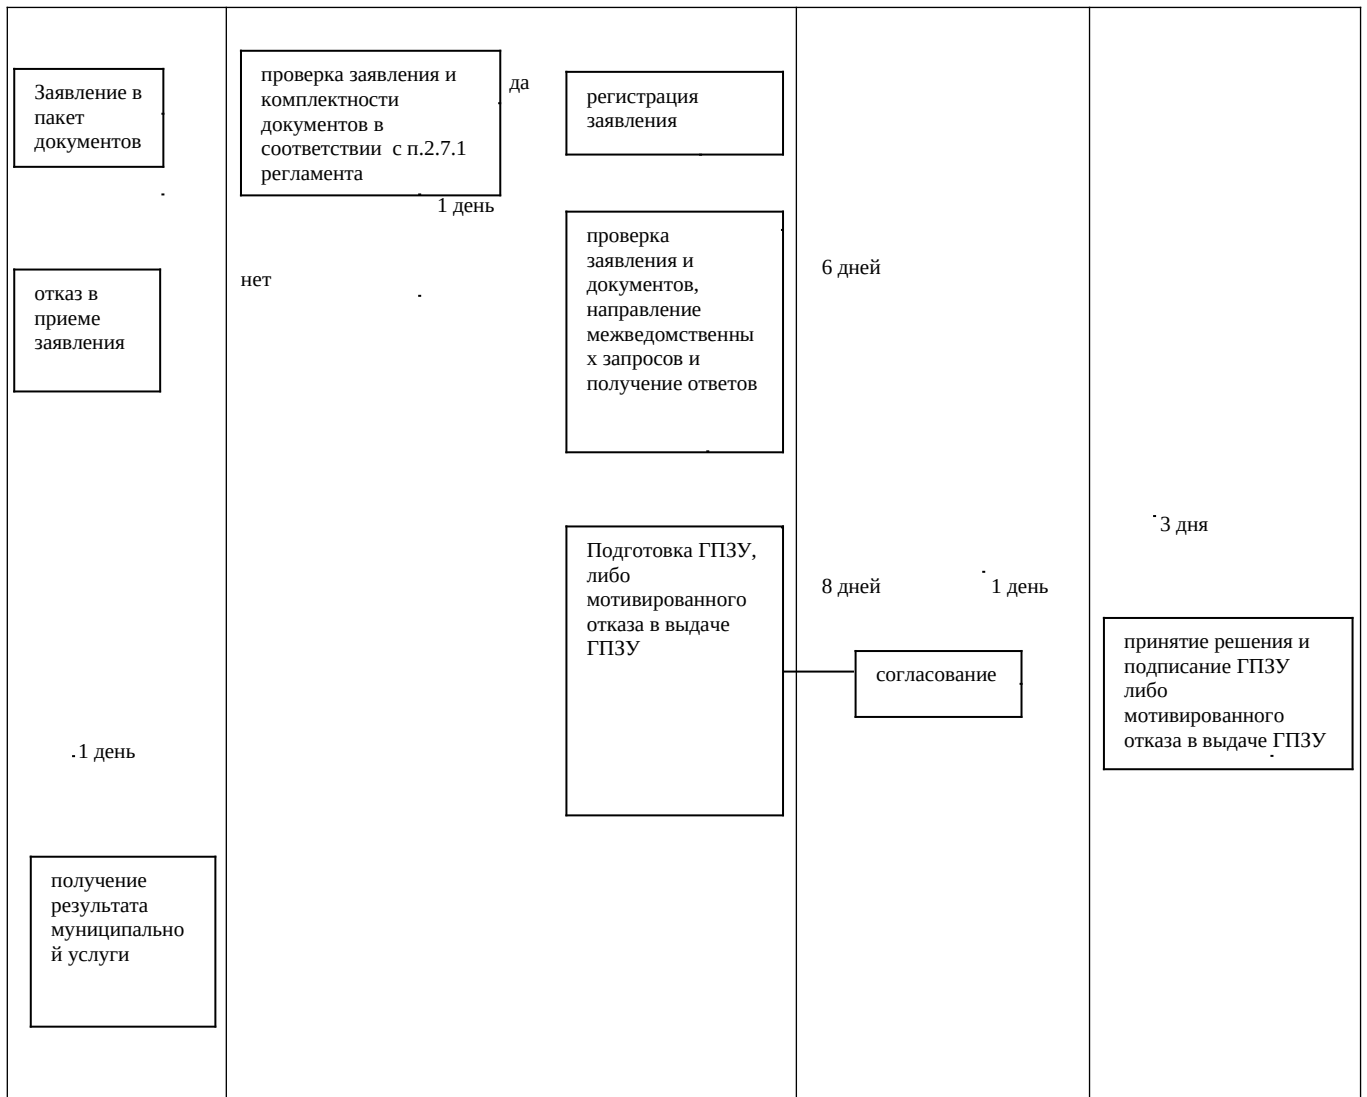 Заявление в
пакет
документов
проверка заявления и
комплектности
документов в
соответствии с п.2.7.1
регламента
да
регистрация
заявления
1 день
отказ в
приеме
заявления
нет
проверка
заявления и
документов,
направление
межведомственны
х запросов и
получение ответов
6 дней
Подготовка ГПЗУ,
либо
мотивированного
отказа в выдаче
ГПЗУ
8 дней
1 день
3 дня
согласование
принятие решения и
подписание ГПЗУ
либо
мотивированного
отказа в выдаче ГПЗУ
1 день
получение
результата
муниципально
й услуги